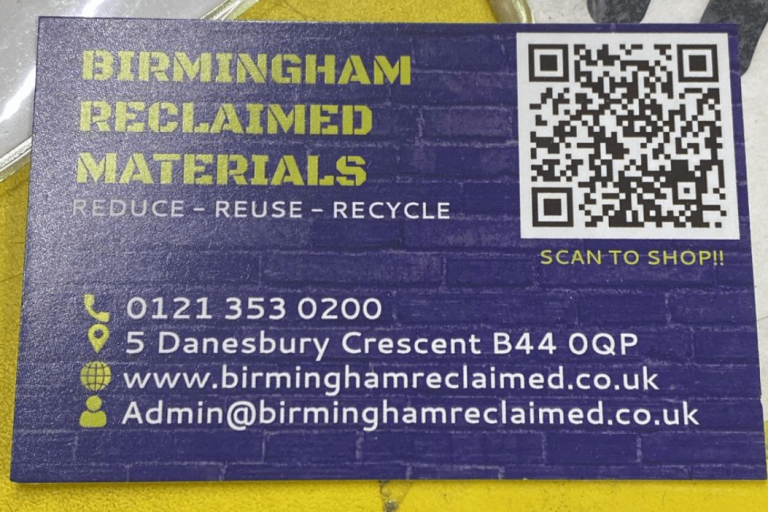 BIRMINGHAM
RECLAIMED
MATERIALS
REDUCE – REUSE – RECYCLE
SCAN TO SHOP!!
0121 353 0200
5 Danesbury Crescent B44 0QP
www.birminghamreclaimed.co.uk
Admin@birminghamreclaimed.co.uk